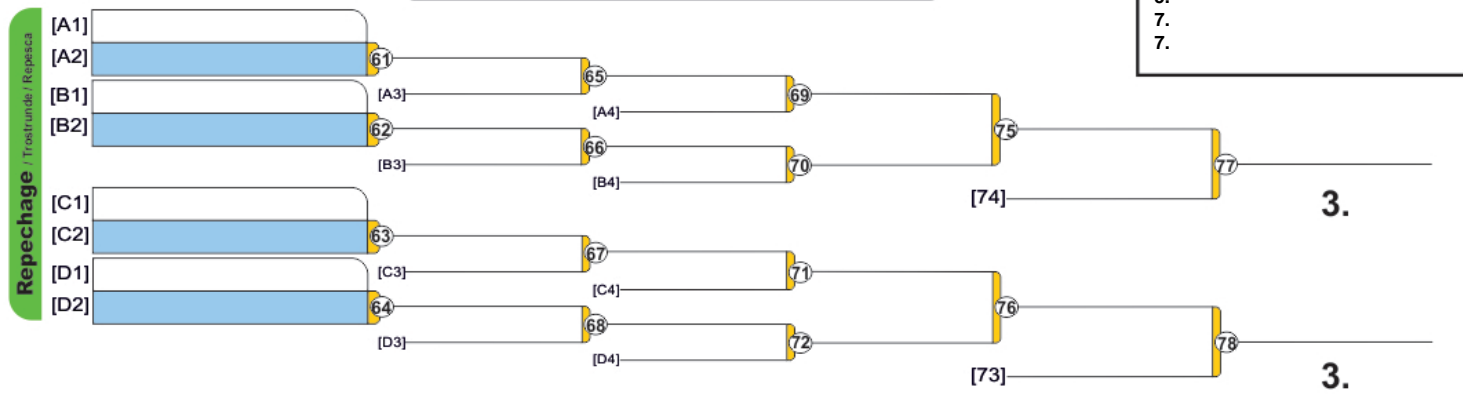 7.
7.
Repechage / Trostrunde / Repesca
[A1]
[A2]
61
[A3]
65
[A4]
69
[B1]
[B2]
62
[B3]
66
[B4]
70
75
[74]
77
3.
[C1]
[C2]
63
[C3]
67
[C4]
71
[D1]
[D2]
64
[D3]
68
[D4]
72
76
[73]
78
3.